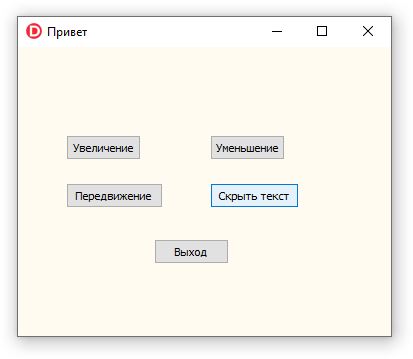 Привет
Увеличение
Уменьшение
Передвижение
Скрыть текст
Выход